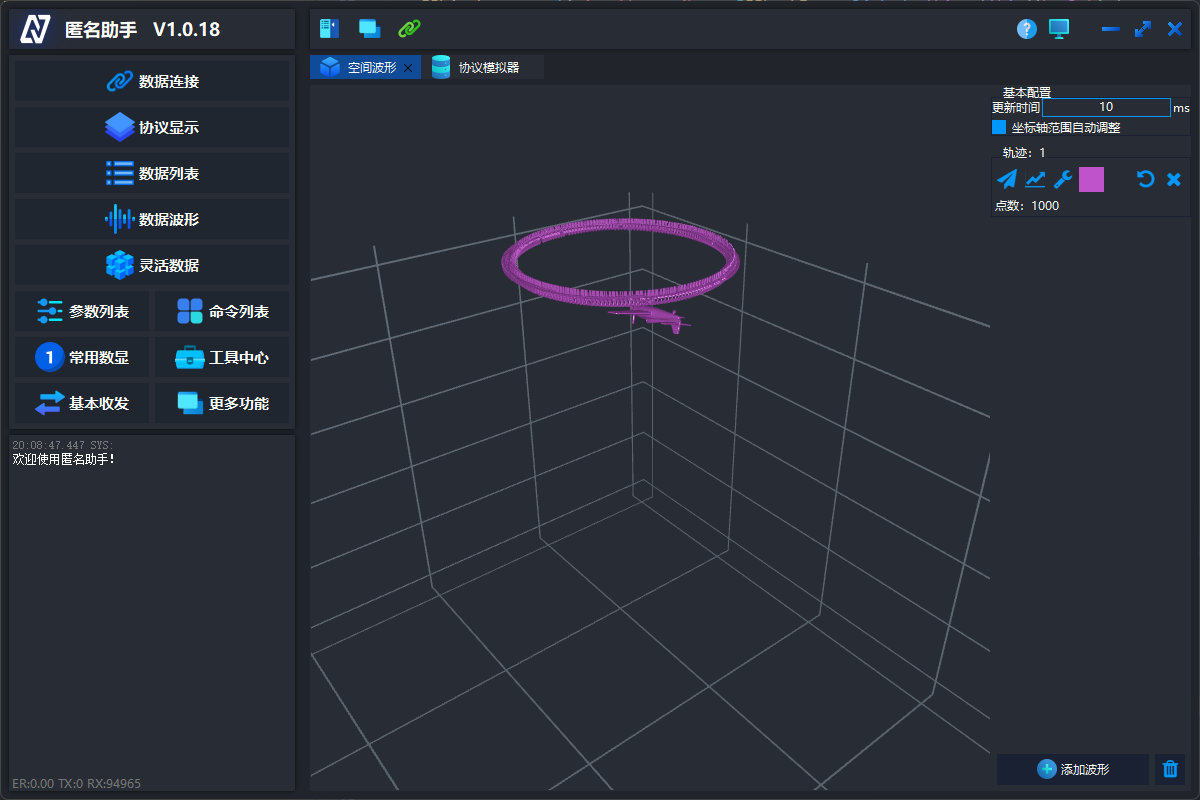 匿名助手 V1.0.18
数据连接
协议显示
数据列表
数据波形
灵活数据
参数列表 命令列表
1 常用数显 工具中心
基本收发 更多功能
20:08:47.447 SYS:
欢迎使用匿名助手!
ER:0.00 TX:0 RX:94965
?
空间波形 协议模拟器
基本配置
更新时间 10 ms
坐标轴范围自动调整
轨迹: 1
点数: 1000
添加波形